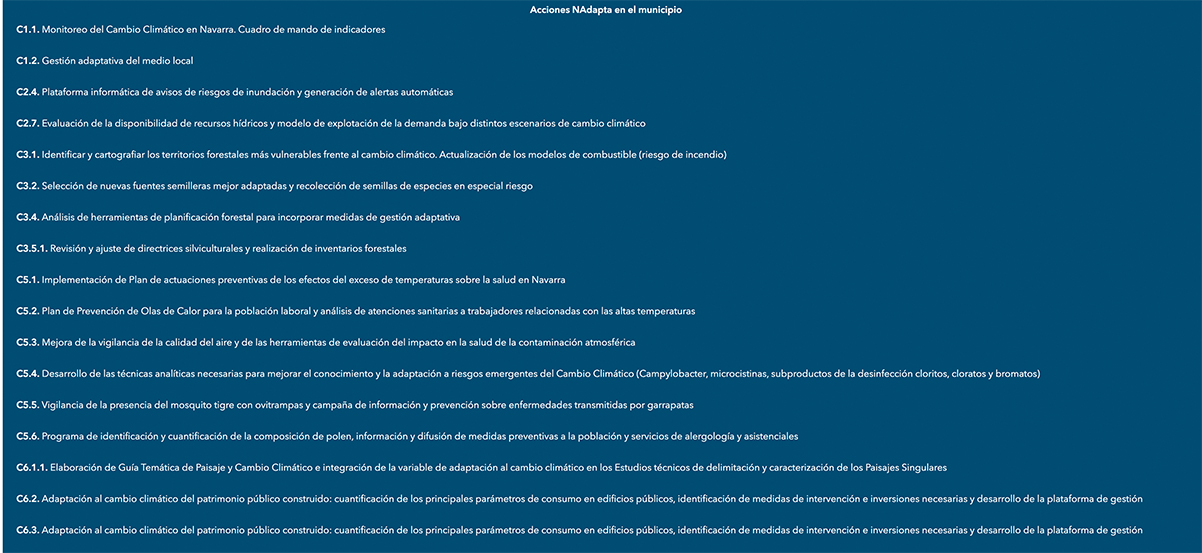 Acciones NAdapta en el municipio
C1.1. Monitoreo del Cambio Climático en Navarra. Cuadro de mando de indicadores
C1.2. Gestión adaptativa del medio local
C2.4. Plataforma informática de avisos de riesgos de inundación y generación de alertas automáticas
C2.7. Evaluación de la disponibilidad de recursos hídricos y modelo de explotación de la demanda bajo distintos escenarios de cambio climático
C3.1. Identificar y cartografiar los territorios forestales más vulnerables frente al cambio climático. Actualización de los modelos de combustible (riesgo de incendio)
C3.2. Selección de nuevas fuentes semilleras mejor adaptadas y recolección de semillas de especies en especial riesgo
C3.4. Análisis de herramientas de planificación forestal para incorporar medidas de gestión adaptativa
C3.5.1. Revisión y ajuste de directrices silviculturales y realización de inventarios forestales
C5.1. Implementación de Plan de actuaciones preventivas de los efectos del exceso de temperaturas sobre la salud en Navarra
C5.2. Plan de Prevención de Olas de Calor para la población laboral y análisis de atenciones sanitarias a trabajadores relacionadas con las altas temperaturas
C5.3. Mejora de la vigilancia de la calidad del aire y de las herramientas de evaluación del impacto en la salud de la contaminación atmosférica
C5.4. Desarrollo de las técnicas analíticas necesarias para mejorar el conocimiento y la adaptación a riesgos emergentes del Cambio Climático (Campylobacter, microcistinas, subproductos de la desinfección cloritos, cloratos y bromatos)
C5.5. Vigilancia de la presencia del mosquito tigre con ovitrampas y campaña de información y prevención sobre enfermedades transmitidas por garrapatas
C5.6. Programa de identificación y cuantificación de la composición de polen, información y difusión de medidas preventivas a la población y servicios de alergología y asistenciales
C6.1.1. Elaboración de Guía Temática de Paisaje y Cambio Climático e integración de la variable de adaptación al cambio climático en los Estudios técnicos de delimitación y caracterización de los Paisajes Singulares
C6.2. Adaptación al cambio climático del patrimonio público construido: cuantificación de los principales parámetros de consumo en edificios públicos, identificación de medidas de intervención e inversiones necesarias y desarrollo de la plataforma de gestión
C6.3. Adaptación al cambio climático del patrimonio público construido: cuantificación de los principales parámetros de consumo en edificios públicos, identificación de medidas de intervención e inversiones necesarias y desarrollo de la plataforma de gestión